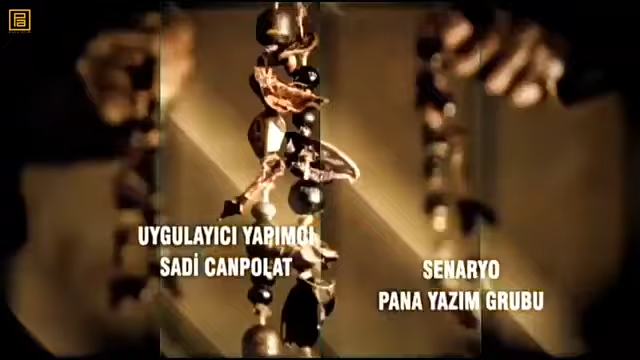 UYGULAYICI YAPIMCI
SADİ CANPOLAT
SENARYO
PANA YAZIM GRUBU